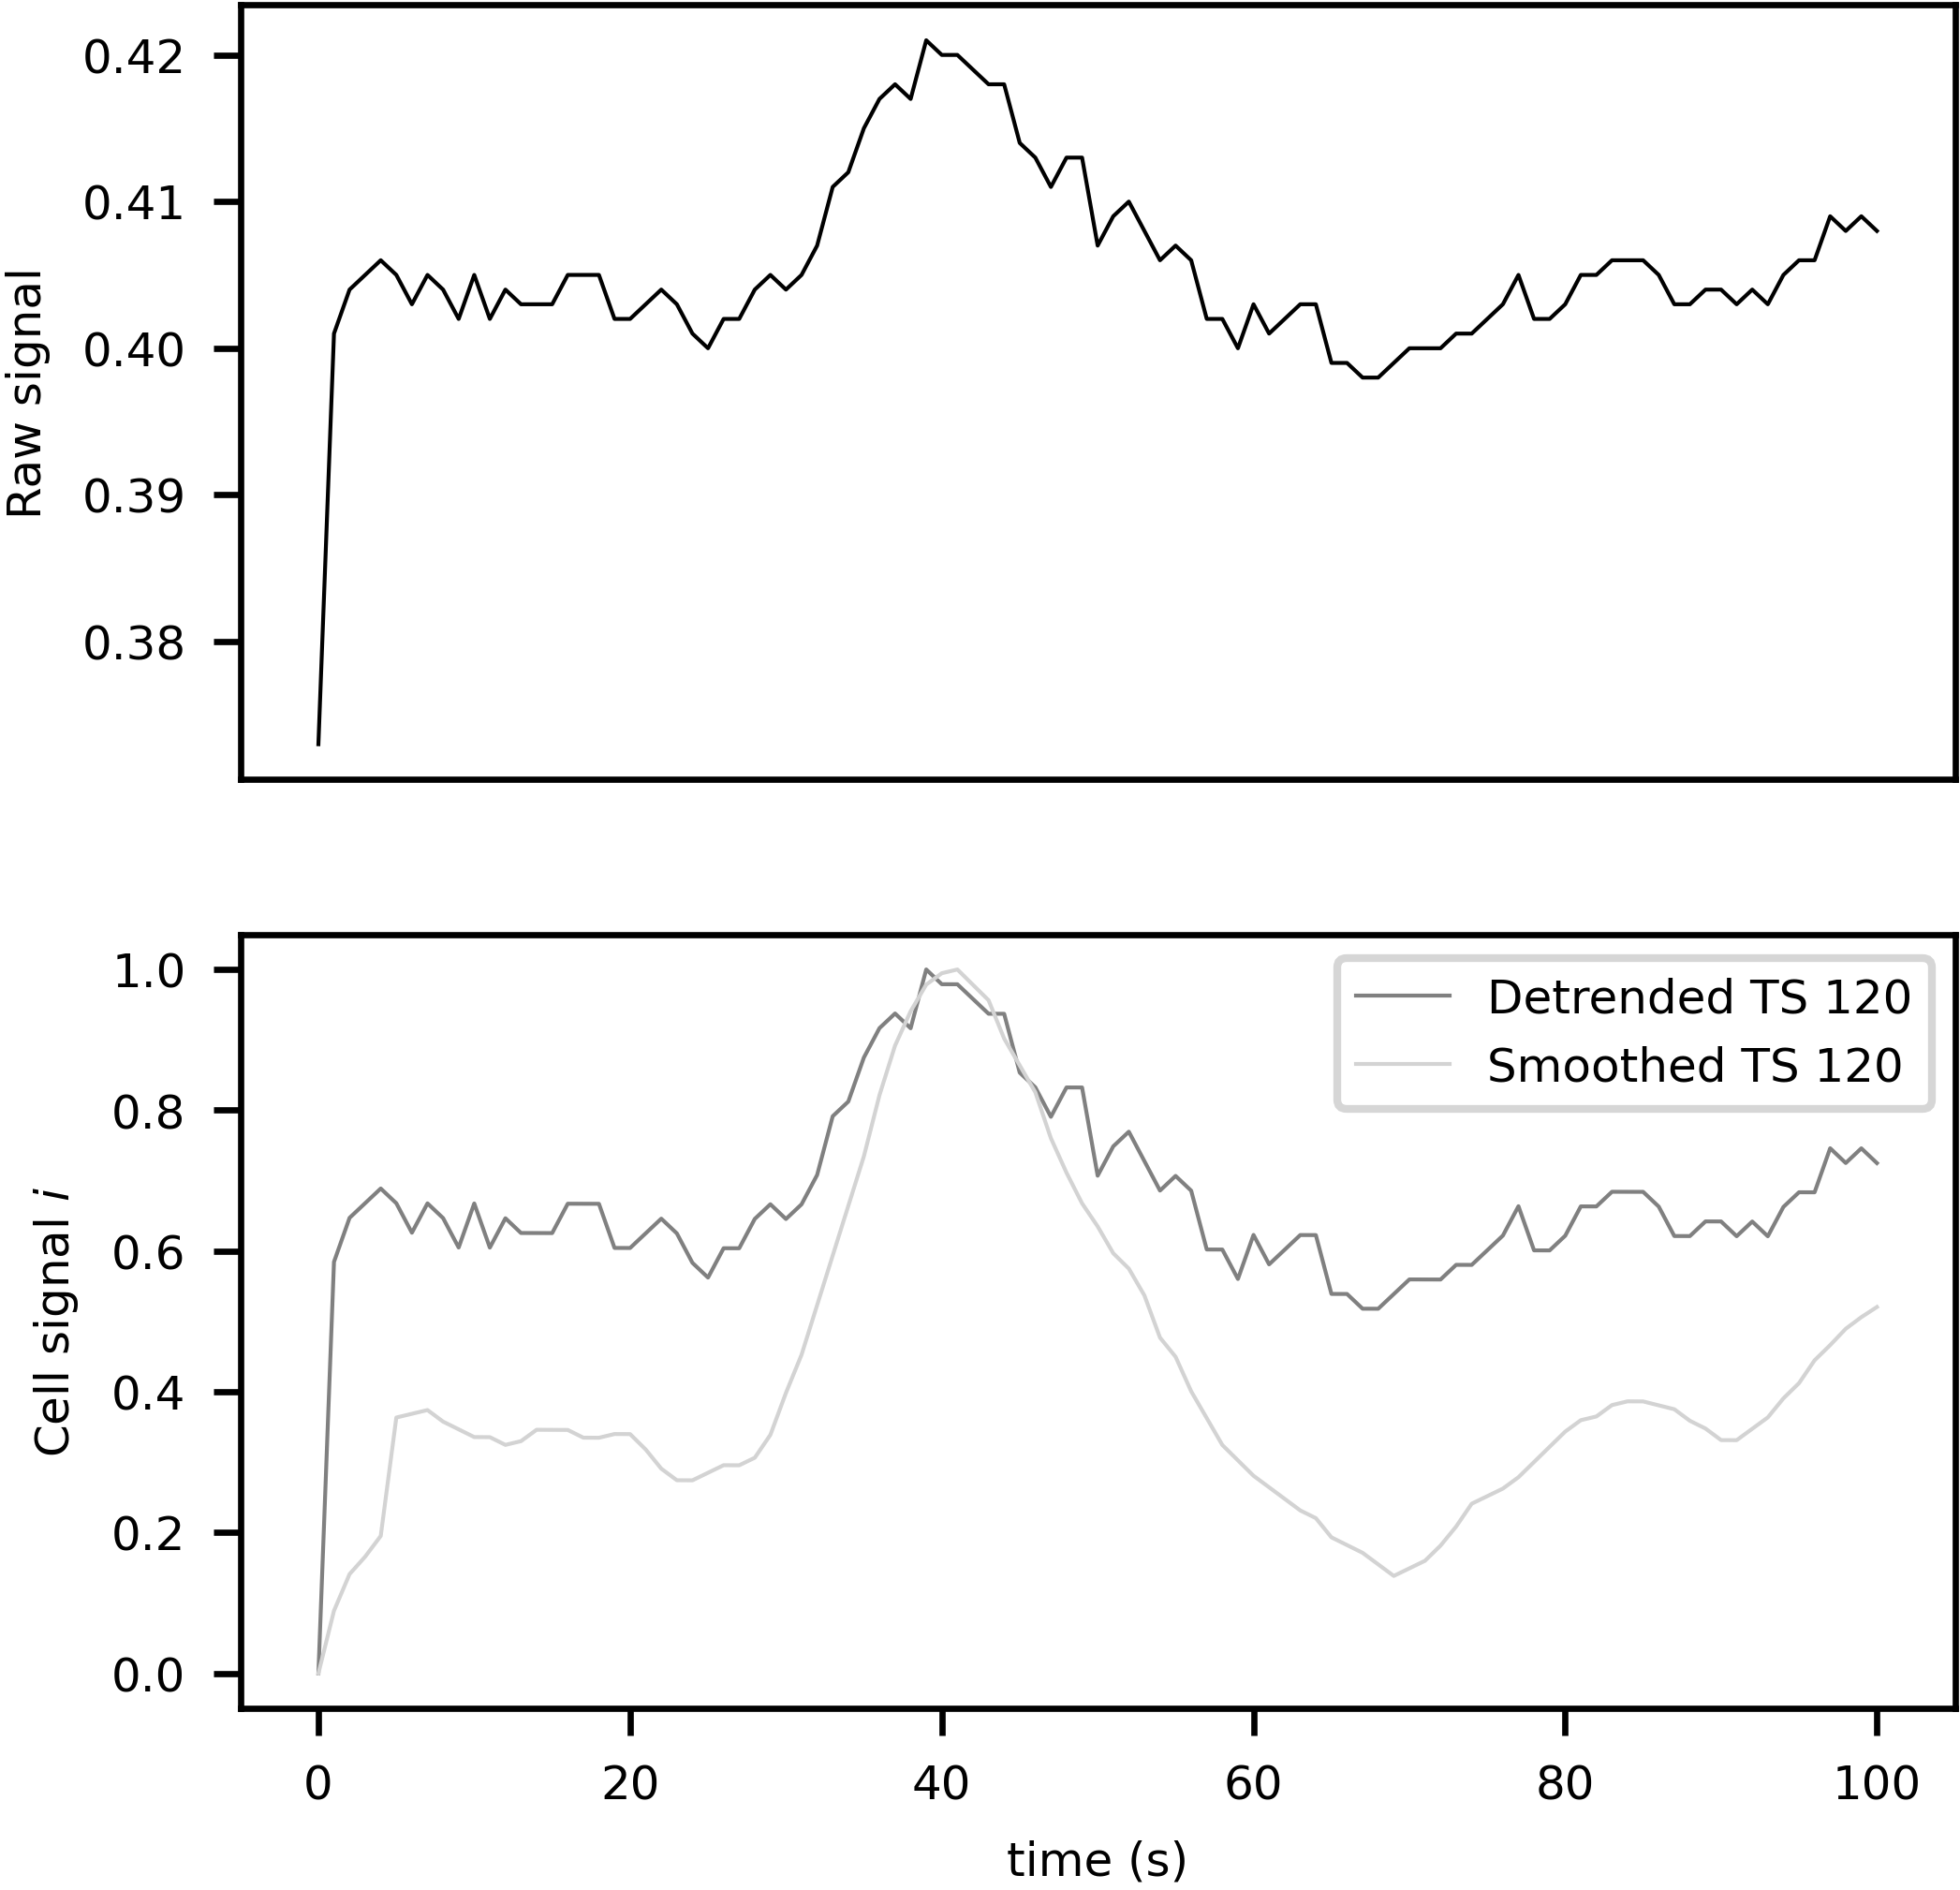 Raw signal
0.42
0.41
0.40
0.39
0.38
Cell signal i
1.0
0.8
0.6
0.4
0.2
0.0
Detrended TS 120
Smoothed TS 120
0 20 40 60 80 100
time (s)